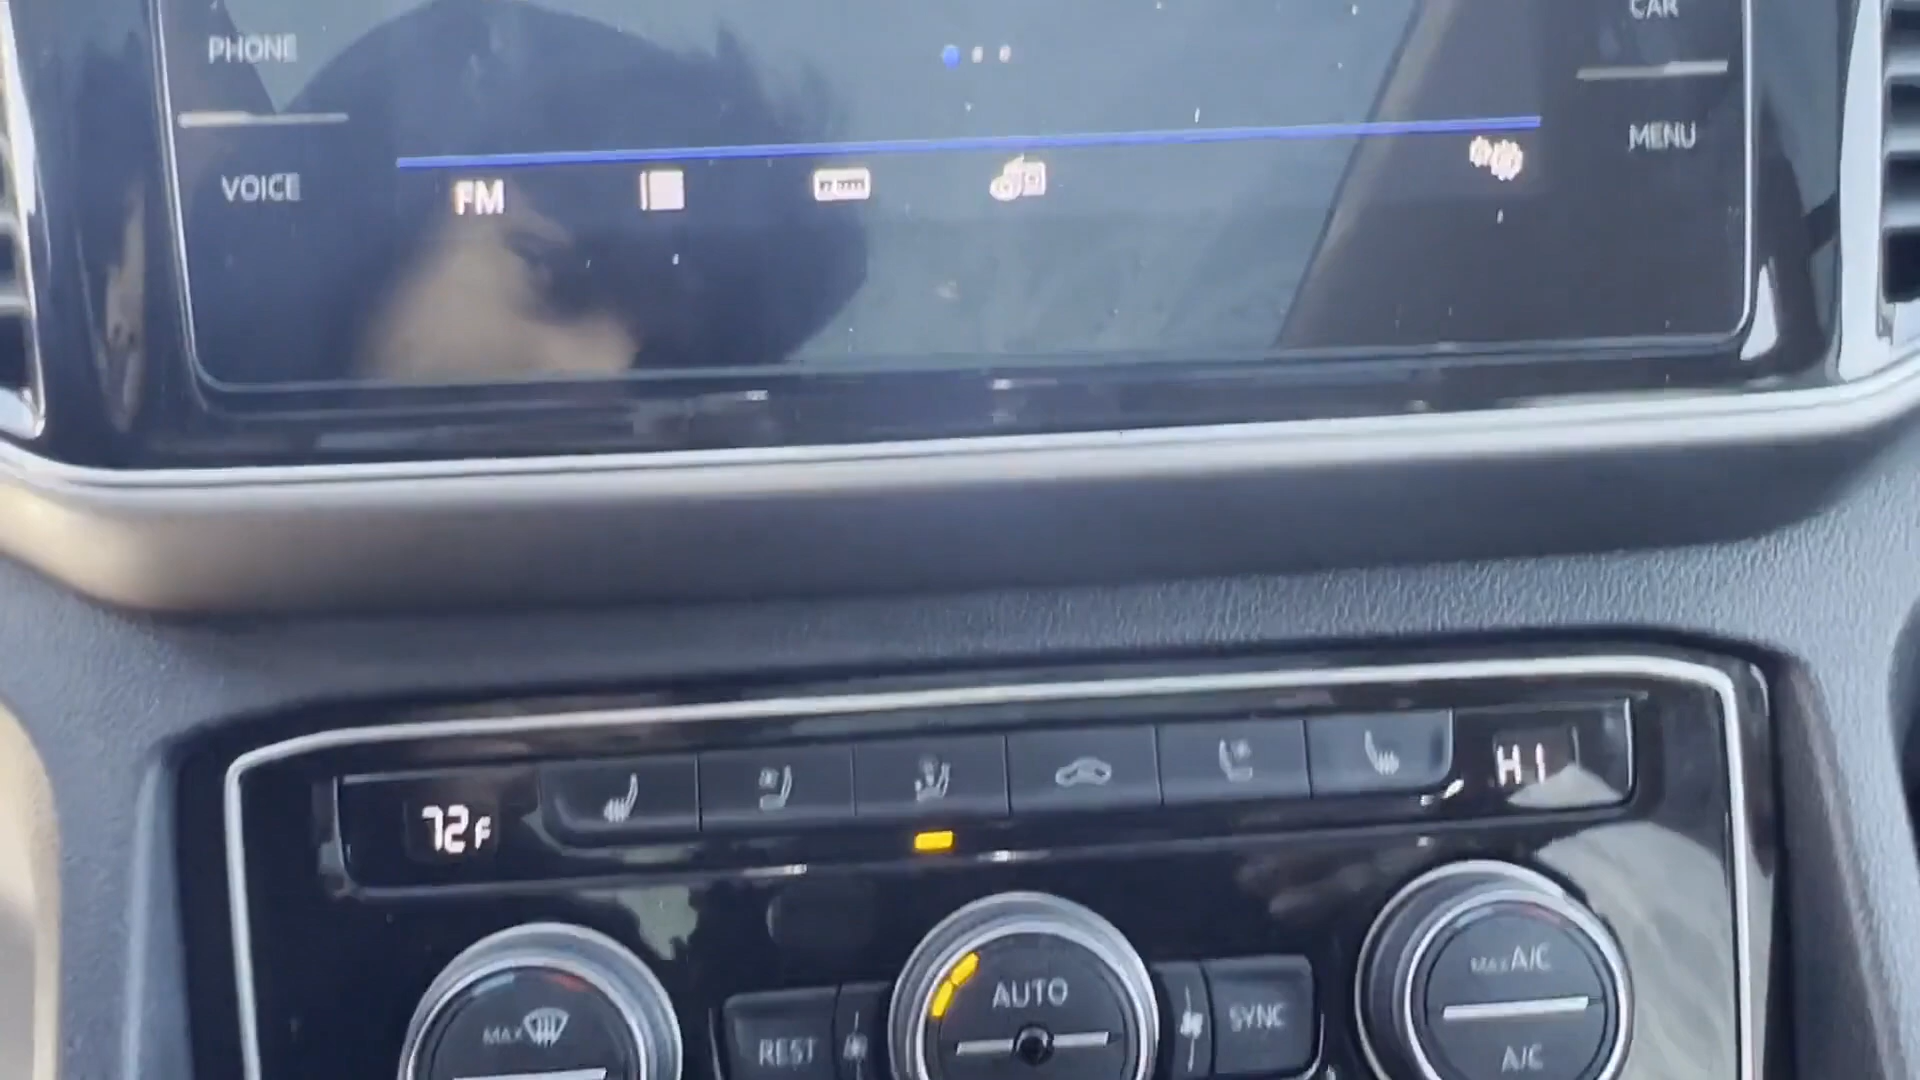 CAR
PHONE
MENU
VOICE
FM
72F
HI
MAX A/C
AUTO
SYNC
MAX
REST
A/C